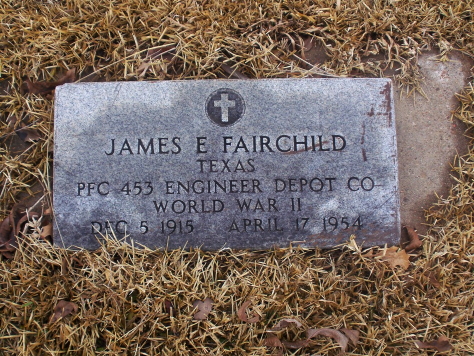 JAMES E FAIRCHILD
TEXAS
PFC 453 ENGINEER DEPOT CO
WORLD WAR II
DEC 5 1915 APRIL 17 1954